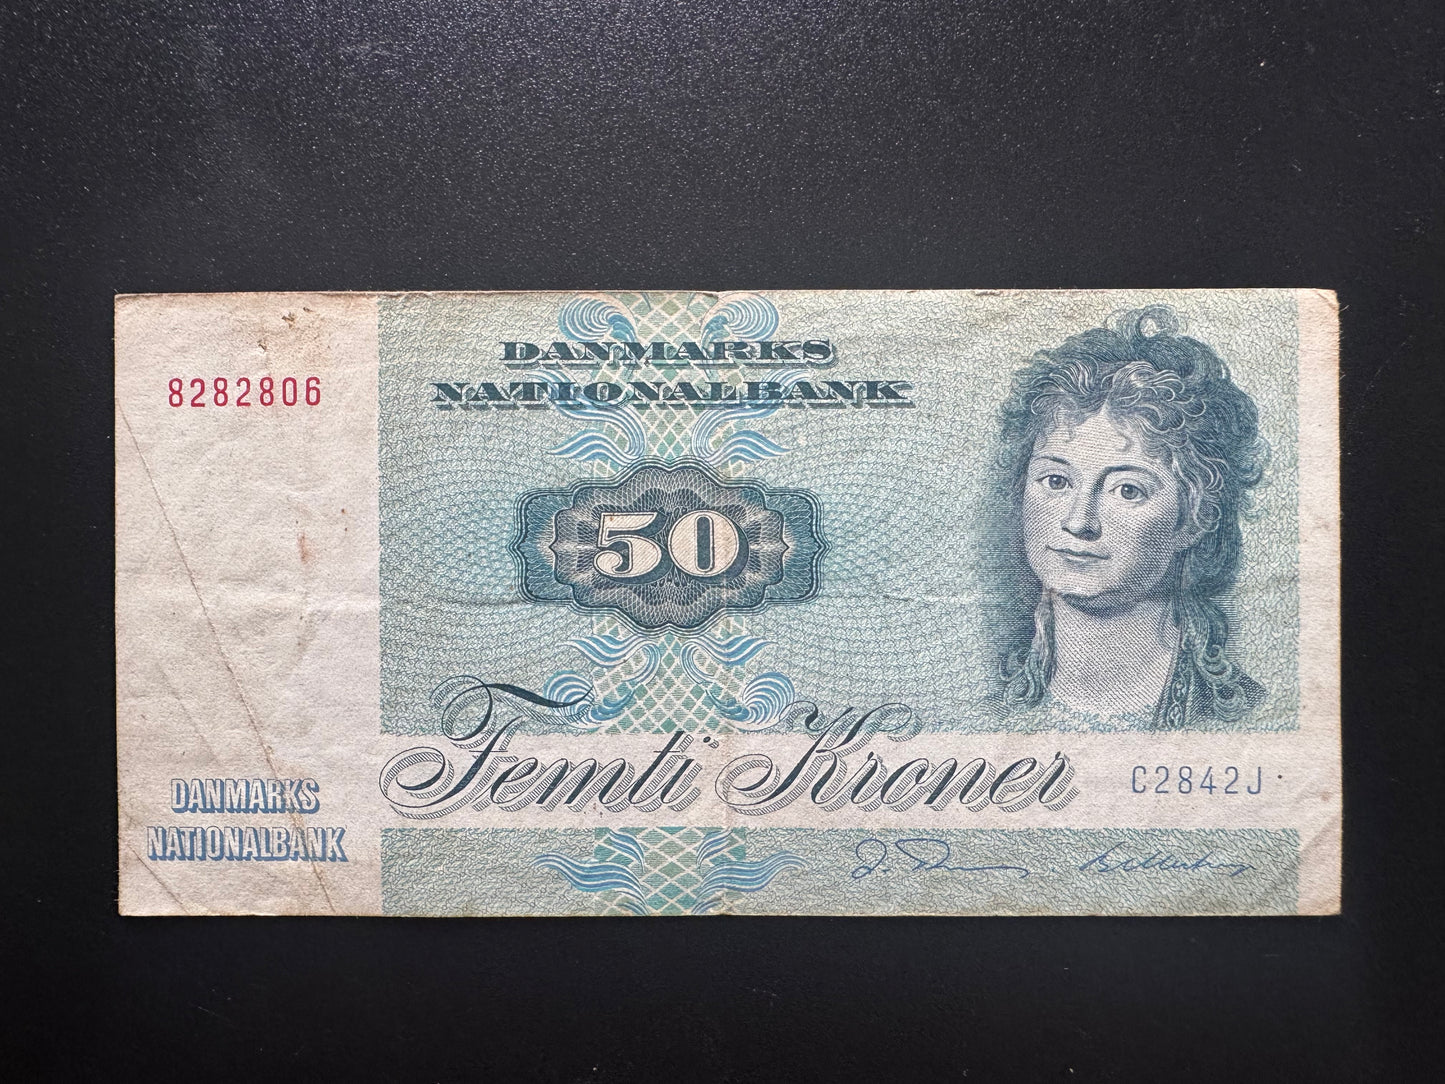 DANMARKS
NATIONALBANK
8282806
50
Femti Kroner
C2842J
DANMARKS
NATIONALBANK